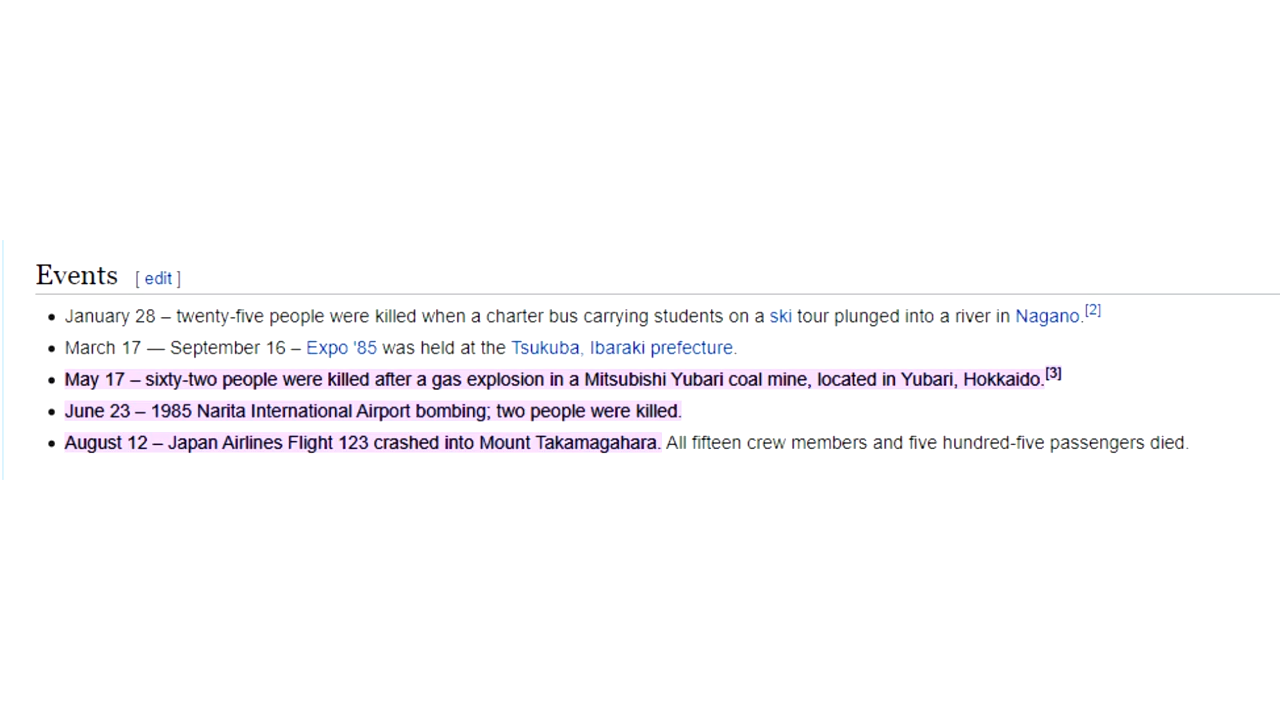 Events [ edit ]
• January 28 – twenty-five people were killed when a charter bus carrying students on a ski tour plunged into a river in Nagano.[2]
• March 17 — September 16 – Expo '85 was held at the Tsukuba, Ibaraki prefecture.
• May 17 – sixty-two people were killed after a gas explosion in a Mitsubishi Yubari coal mine, located in Yubari, Hokkaido.[3]
• June 23 – 1985 Narita International Airport bombing; two people were killed.
• August 12 – Japan Airlines Flight 123 crashed into Mount Takamagahara. All fifteen crew members and five hundred-five passengers died.